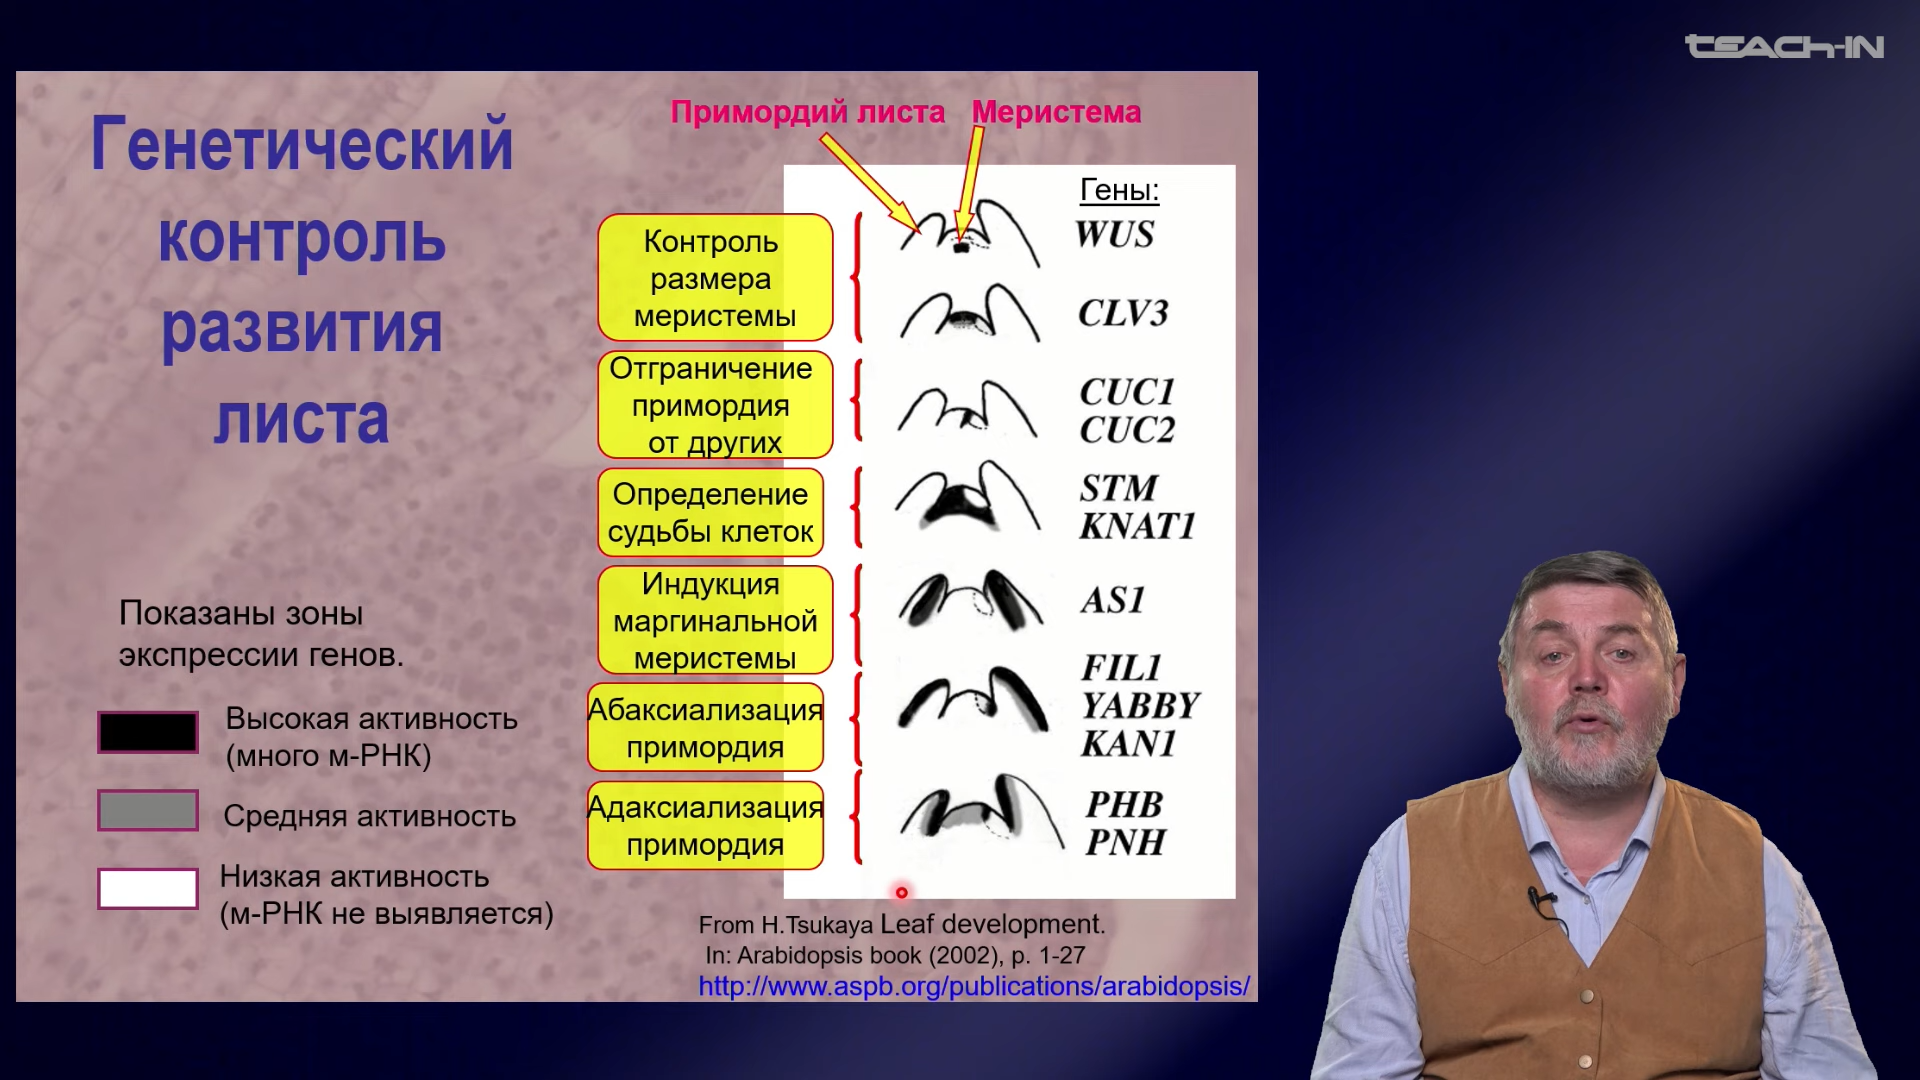 TEACH-IN
Генетический
контроль
развития
листа
Примордий листа
Меристема
Гены:
Контроль
размера
меристемы
WUS
CLV3
Отграничение
примордия
от других
CUC1
CUC2
Определение
судьбы клеток
STM
KNAT1
Индукция
маргинальной
меристемы
AS1
Абаксиализация
примордия
FIL1
YABBY
KAN1
Адаксиализация
примордия
PHB
PNH
Показаны зоны
экспрессии генов.
Высокая активность
(много м-РНК)
Средняя активность
Низкая активность
(м-РНК не выявляется)
From H.Tsukaya Leaf development.
In: Arabidopsis book (2002), p. 1-27
http://www.aspb.org/publications/arabidopsis/